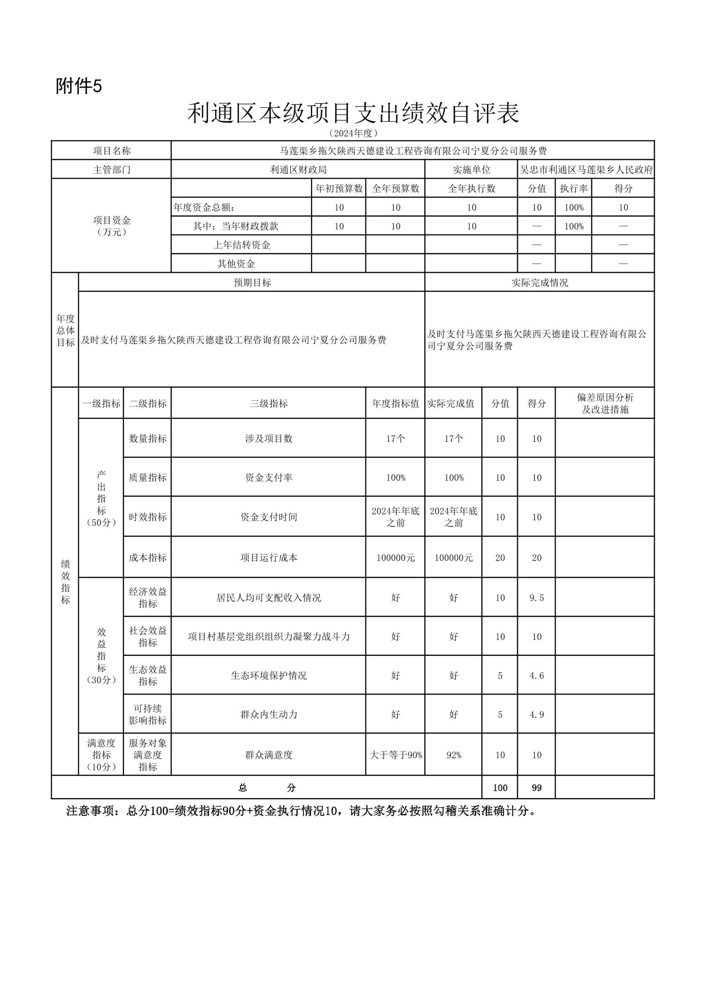 附件5
利通区本级项目支出绩效自评表
（2024年度）
项目名称 马莲渠乡拖欠陕西天德建设工程咨询有限公司宁夏分公司服务费
主管部门 利通区财政局 实施单位 吴忠市利通区马莲渠乡人民政府
项目资金
（万元）
年初预算数 全年预算数 全年执行数 分值 执行率 得分
年度资金总额： 10 10 10 10 100% 10
其中：当年财政拨款 10 10 10 — 100% —
上年结转资金 — —
其他资金 — —
年度
总体
目标
预期目标 实际完成情况
及时支付马莲渠乡拖欠陕西天德建设工程咨询有限公司宁夏分公司服务费
及时支付马莲渠乡拖欠陕西天德建设工程咨询有限公
司宁夏分公司服务费
绩
效
指
标
一级指标 二级指标 三级指标 年度指标值 实际完成值 分值 得分
偏差原因分析
及改进措施
产
出
指
标
（50分）
数量指标 涉及项目数 17个 17个 10 10
质量指标 资金支付率 100% 100% 10 10
时效指标 资金支付时间
2024年年底
之前
2024年年底
之前
10 10
成本指标 项目运行成本 100000元 100000元 20 20
效
益
指
标
（30分）
经济效益
指标
居民人均可支配收入情况 好 好 10 9.5
社会效益
指标
项目村基层党组织组织力凝聚力战斗力 好 好 10 10
生态效益
指标
生态环境保护情况 好 好 5 4.6
可持续
影响指标
群众内生动力 好 好 5 4.9
满意度
指标
（10分）
服务对象
满意度
指标
群众满意度 大于等于90% 92% 10 10
总 分 100 99
注意事项：总分100=绩效指标90分+资金执行情况10，请大家务必按照勾稽关系准确计分。